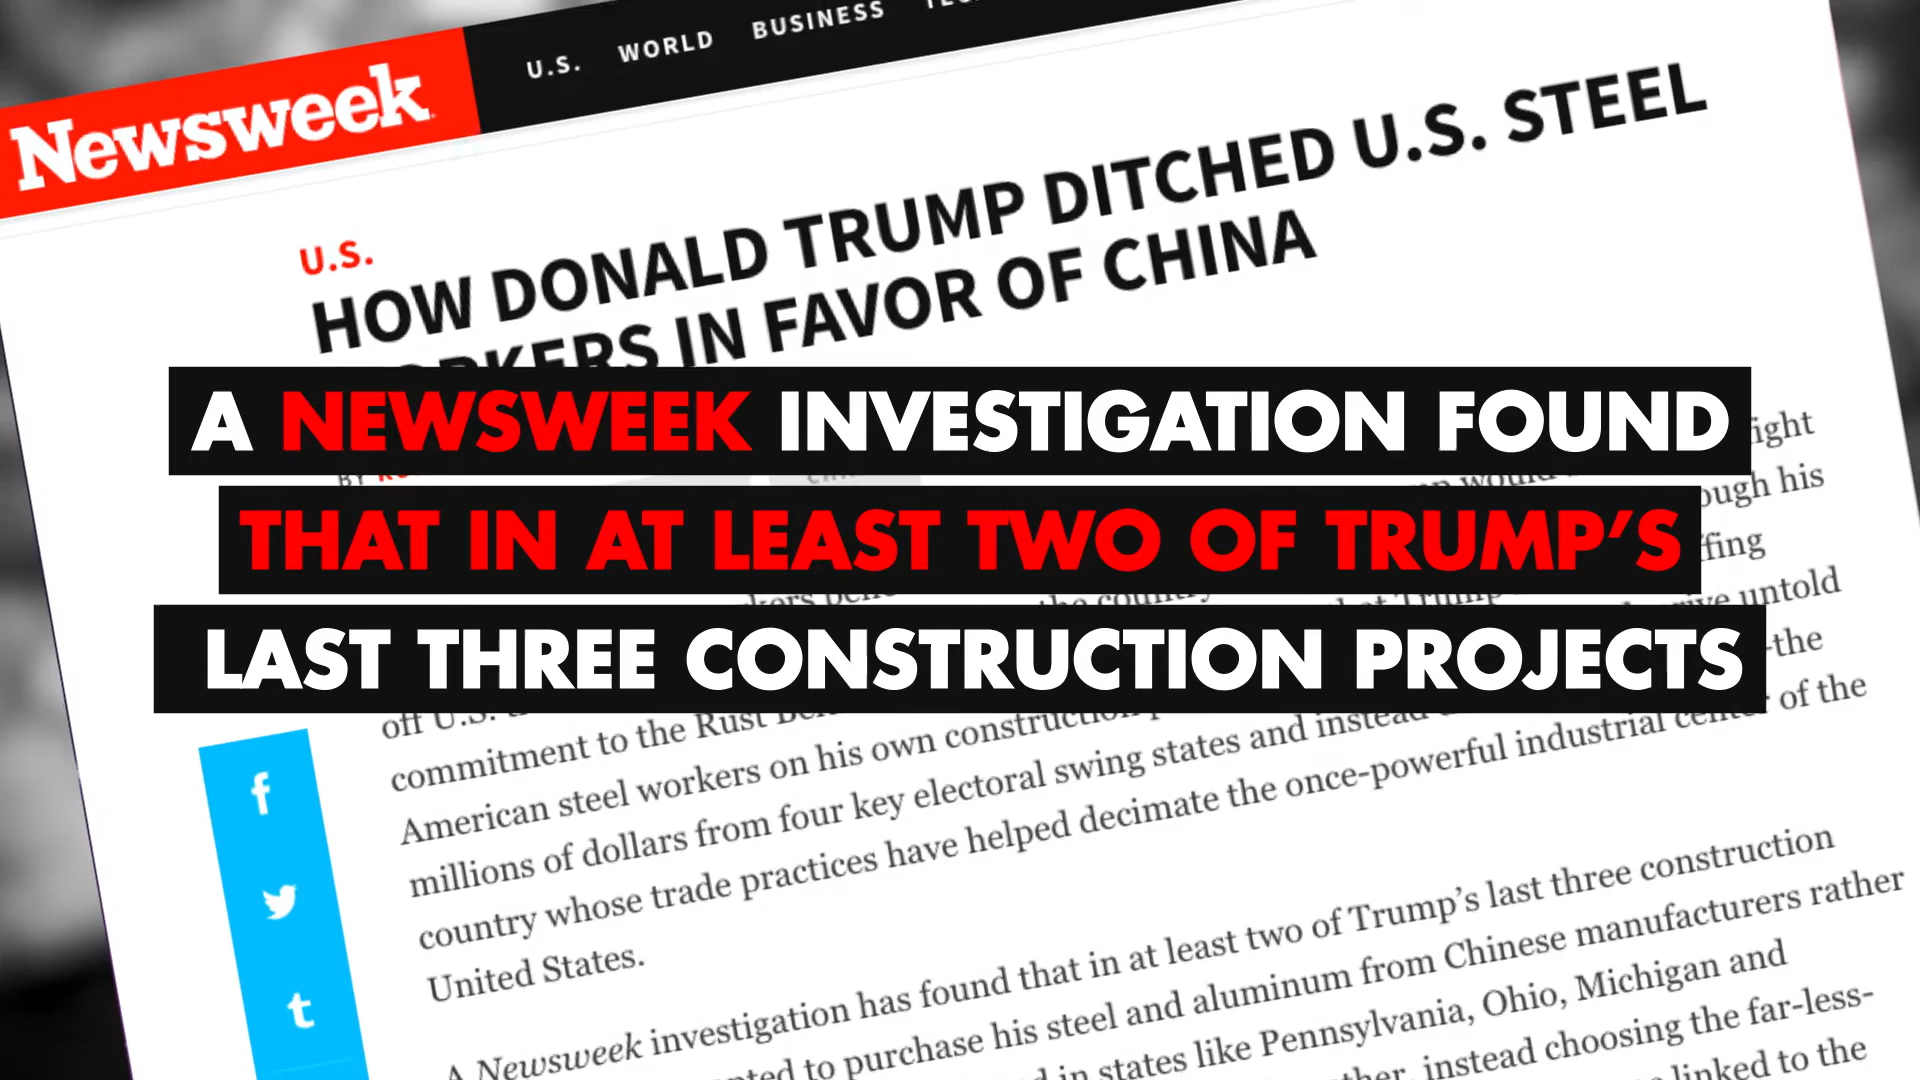 Newsweek
U.S. WORLD BUSINESS
U.S.
HOW DONALD TRUMP DITCHED U.S. STEEL
IN FAVOR OF CHINA
A NEWSWEEK INVESTIGATION FOUND
THAT IN AT LEAST TWO OF TRUMP'S
LAST THREE CONSTRUCTION PROJECTS
BY
his
untold
-the
off U.S. of the
commitment to the Rust
American steel workers on his own construction
millions of dollars from four key electoral swing states and instead
country whose trade practices have helped decimate the once-powerful industrial center
United States.
A Newsweek investigation has found that in at least two of Trump's last three construction
to purchase his steel and aluminum from Chinese manufacturers rather
in states like Pennsylvania, Ohio, Michigan and
instead choosing the far-less-
linked to the